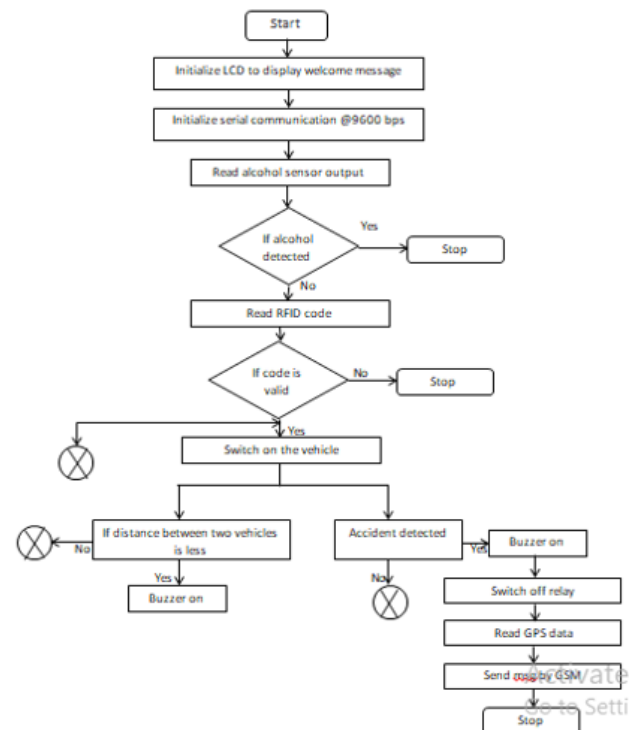 Start
Initialize LCD to display welcome message
Initialize serial communication @9600 bps
Read alcohol sensor output
If alcohol
detected
Yes
Stop
No
Read RFID code
If code is
valid
No
Stop
Yes
Switch on the vehicle
If distance between two vehicles
is less
No
Yes
Buzzer on
Accident detected
Yes
No
Buzzer on
Switch off relay
Read GPS data
Send msg by GSM
Activate
Go to Setti
Stop